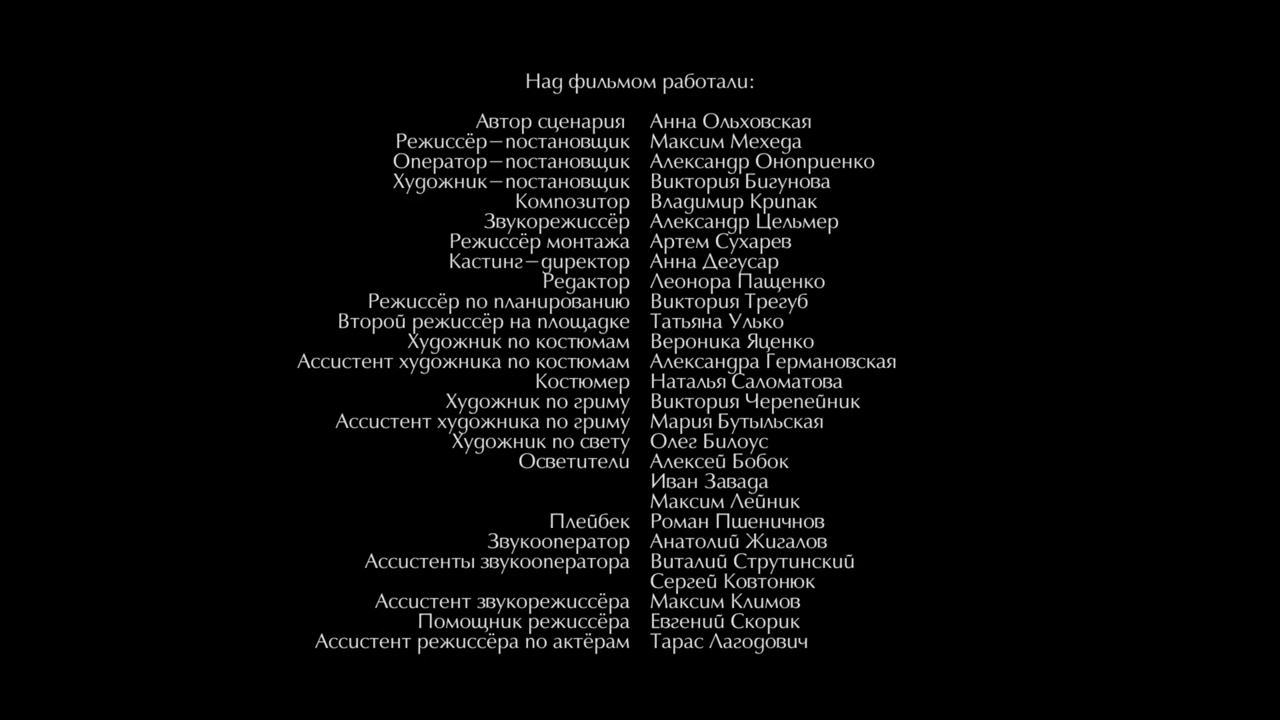 Над фильмом работали:
Автор сценария Анна Ольховская
Режиссёр–постановщик Максим Мехеда
Оператор–постановщик Александр Оноприенко
Художник–постановщик Виктория Бигунова
Композитор Владимир Крипак
Звукорежиссёр Александр Цельмер
Режиссёр монтажа Артем Сухарев
Кастинг–директор Анна Дегусар
Редактор Леонора Пащенко
Режиссёр по планированию Виктория Трегуб
Второй режиссёр на площадке Татьяна Улько
Художник по костюмам Вероника Яценко
Ассистент художника по костюмам Александра Германовская
Костюмер Наталья Саломатова
Художник по гриму Виктория Черепейник
Ассистент художника по гриму Мария Бутыльская
Художник по свету Олег Билоус
Осветители Алексей Бобок
Иван Завада
Максим Лейник
Плейбек Роман Пшеничнов
Звукооператор Анатолий Жигалов
Ассистенты звукооператора Виталий Струтинский
Сергей Ковтонюк
Ассистент звукорежиссёра Максим Климов
Помощник режиссёра Евгений Скорик
Ассистент режиссёра по актёрам Тарас Лагодович